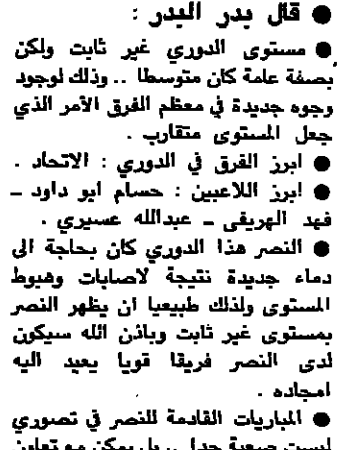 ● قال بدر البدر :
● مستوى الدوري غير ثابت ولكن
بصفة عامة كان متوسطا .. وذلك لوجود
وجوه جديدة في معظم الفرق الأمر الذي
جعل المستوى متقارب .
● ابرز الفرق في الدوري : الاتحاد .
● ابرز اللاعبين : حسام ابو داود ــ
فهد الهريفي ــ عبدالله عسيري .
● النصر هذا الدوري كان بحاجة الى
دماء جديدة نتيجة لاصابات وهبوط
المستوى ولذلك طبيعيا ان يظهر النصر
بمستوى غير ثابت وباذن الله سيكون
لدى النصر فريقا قويا يعيد اليه
امجاده .
● المباريات القادمة للنصر في تصوري
ليست صعبة جدا .. بل يمكن مع تعاون